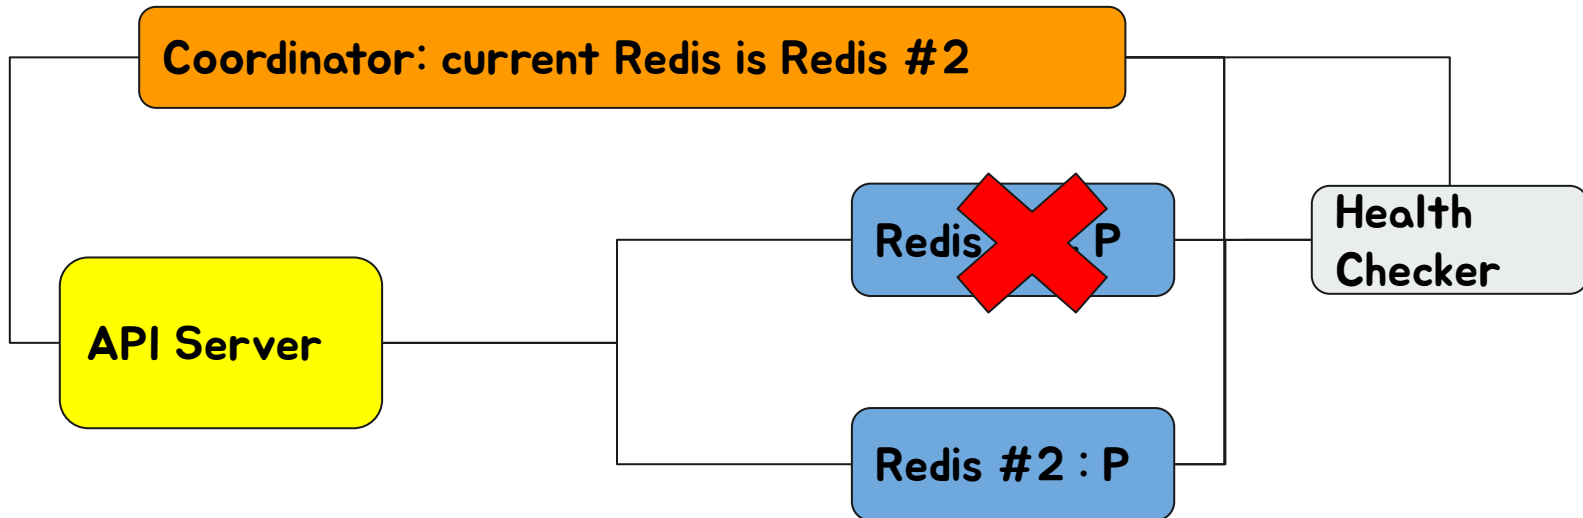 Coordinator: current Redis is Redis #2
Redis P
Health
Checker
API Server
Redis #2 : P